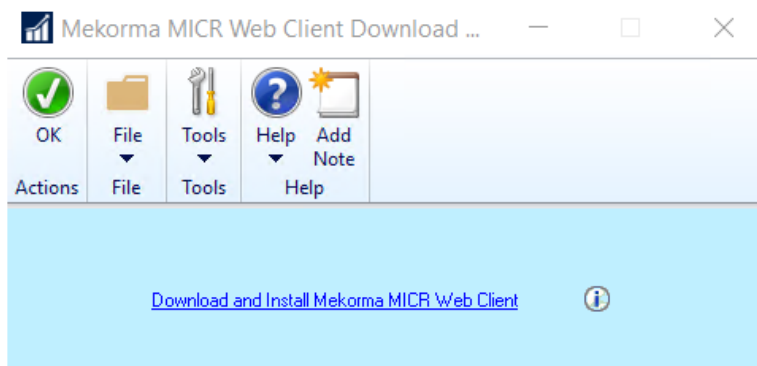 Mekorma MICR Web Client Download ...
OK
File
Tools
Help
Add
Note
Actions
File
Tools
Help
Download and Install Mekorma MICR Web Client